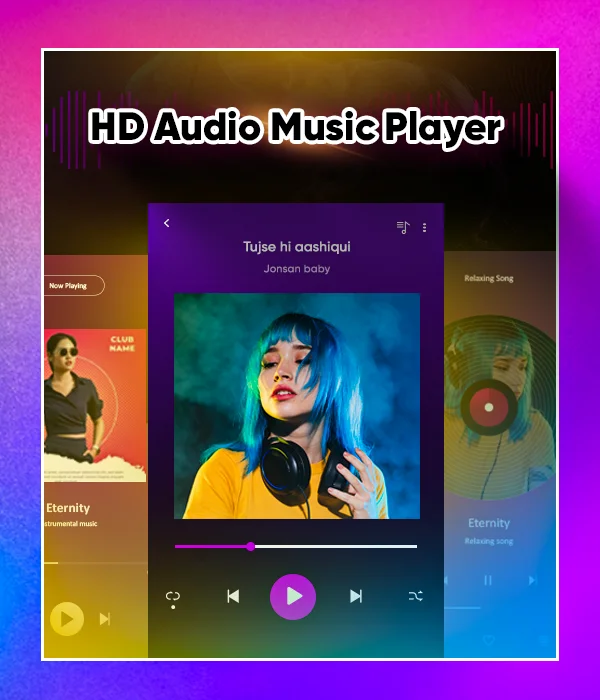 HD Audio Music Player
Tujse hi aashiqui
Jonsan baby
Now Playing
CLUB
NAME
Eternity
strumental music
Relaxing Song
Eternity
Relaxing song